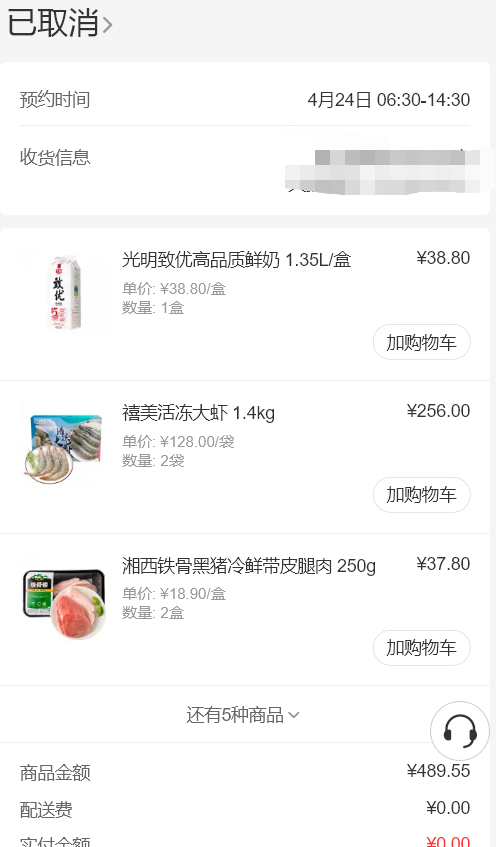 已取消
预约时间 4月24日 06:30-14:30
收货信息
光明致优高品质鲜奶 1.35L/盒 ¥38.80
单价: ¥38.80/盒
数量: 1盒
加购物车
禧美活冻大虾 1.4kg ¥256.00
单价: ¥128.00/袋
数量: 2袋
加购物车
湘西铁骨黑猪冷鲜带皮腿肉 250g ¥37.80
单价: ¥18.90/盒
数量: 2盒
加购物车
还有5种商品
商品金额 ¥489.55
配送费 ¥0.00
实付金额 ¥0.00
致优